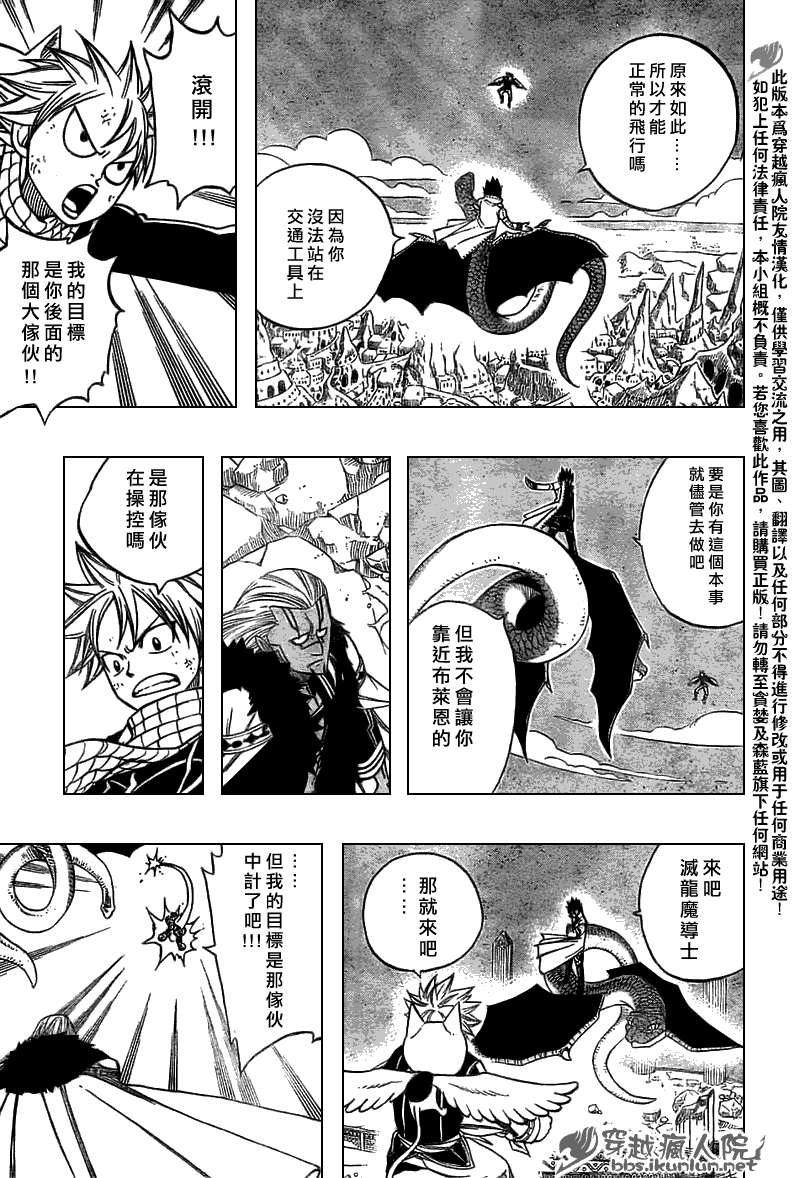 原來如此……
所以才能
正常的飛行嗎
因為你
沒法站在
交通工具上
滾開!!!
我的目標
是你後面的
那個大傢伙!!
要是你有這個本事
就儘管去做吧
但我不會讓你
靠近布萊恩的
是那傢伙
在操控嗎
來吧
滅龍魔導士
那就來吧
……
……
但我的目標是那傢伙
中計了吧!!!
此版本爲穿越瘋人院友情漢化，僅供學習交流之用，其圖、翻譯以及任何部分不得進行修改或用于任何商業用途！
如犯上任何法律責任，本小組概不負責。若您喜歡此作品，請購買正版！請勿轉至貪婪及森藍旗下任何網站！
穿越瘋人院
bbs.ikunlun.net